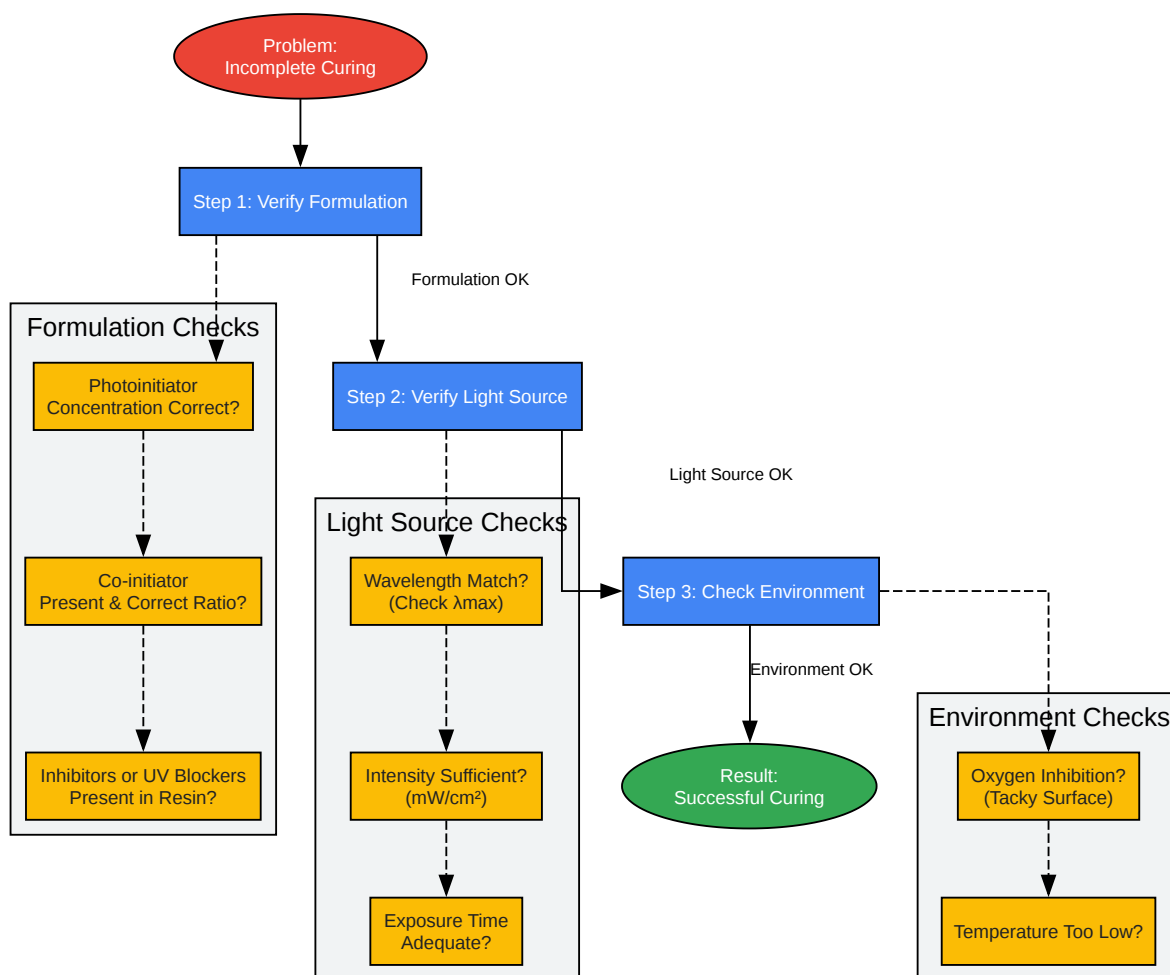 Problem:
Incomplete Curing
Step 1: Verify Formulation
Formulation OK
Formulation Checks
Photoinitiator
Concentration Correct?
Co-initiator
Present & Correct Ratio?
Inhibitors or UV Blockers
Present in Resin?
Step 2: Verify Light Source
Light Source OK
Light Source Checks
Wavelength Match?
(Check λmax)
Intensity Sufficient?
(mW/cm²)
Exposure Time
Adequate?
Step 3: Check Environment
Environment OK
Result:
Successful Curing
Environment Checks
Oxygen Inhibition?
(Tacky Surface)
Temperature Too Low?